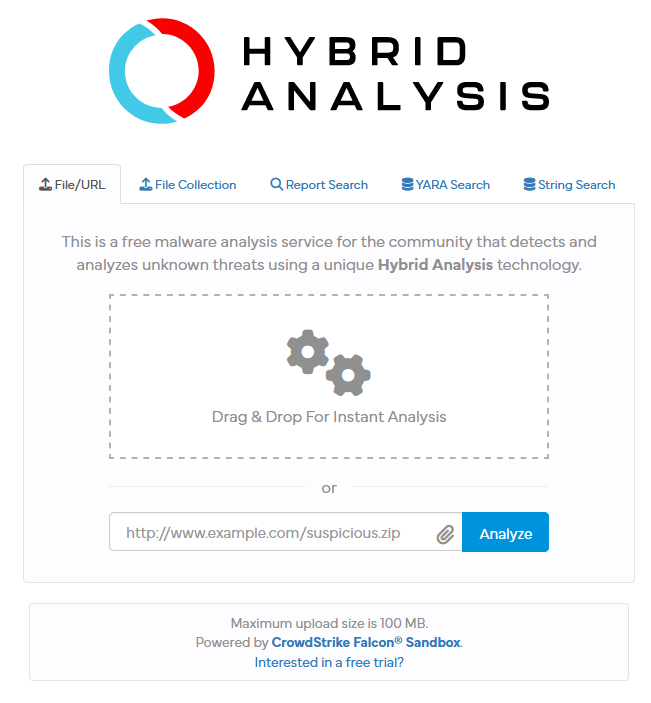 HYBRID
ANALYSIS
File/URL File Collection Report Search YARA Search String Search
This is a free malware analysis service for the community that detects and
analyzes unknown threats using a unique Hybrid Analysis technology.
Drag & Drop For Instant Analysis
or
http://www.example.com/suspicious.zip Analyze
Maximum upload size is 100 MB.
Powered by CrowdStrike Falcon® Sandbox.
Interested in a free trial?